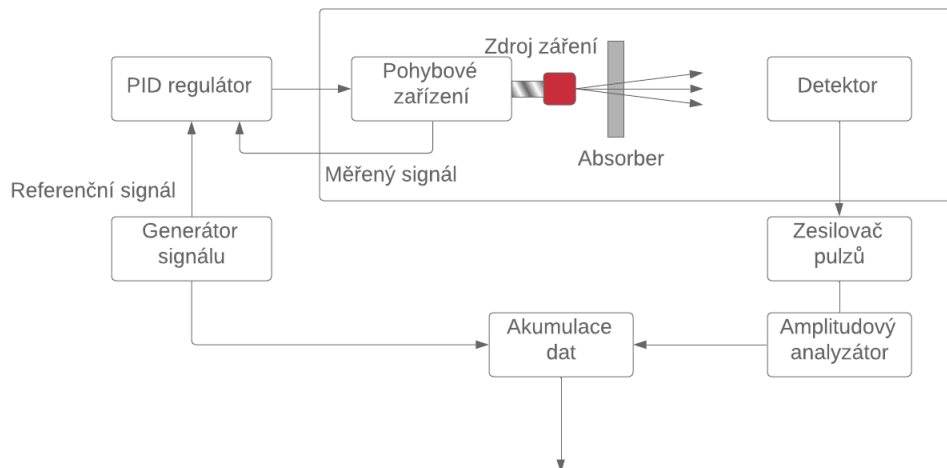 Zdroj záření
PID regulátor
Pohybové
zařízení
Detektor
Absorber
Měřený signál
Referenční signál
Generátor
signálu
Zesilovač
pulzů
Akumulace
dat
Amplitudový
analyzátor